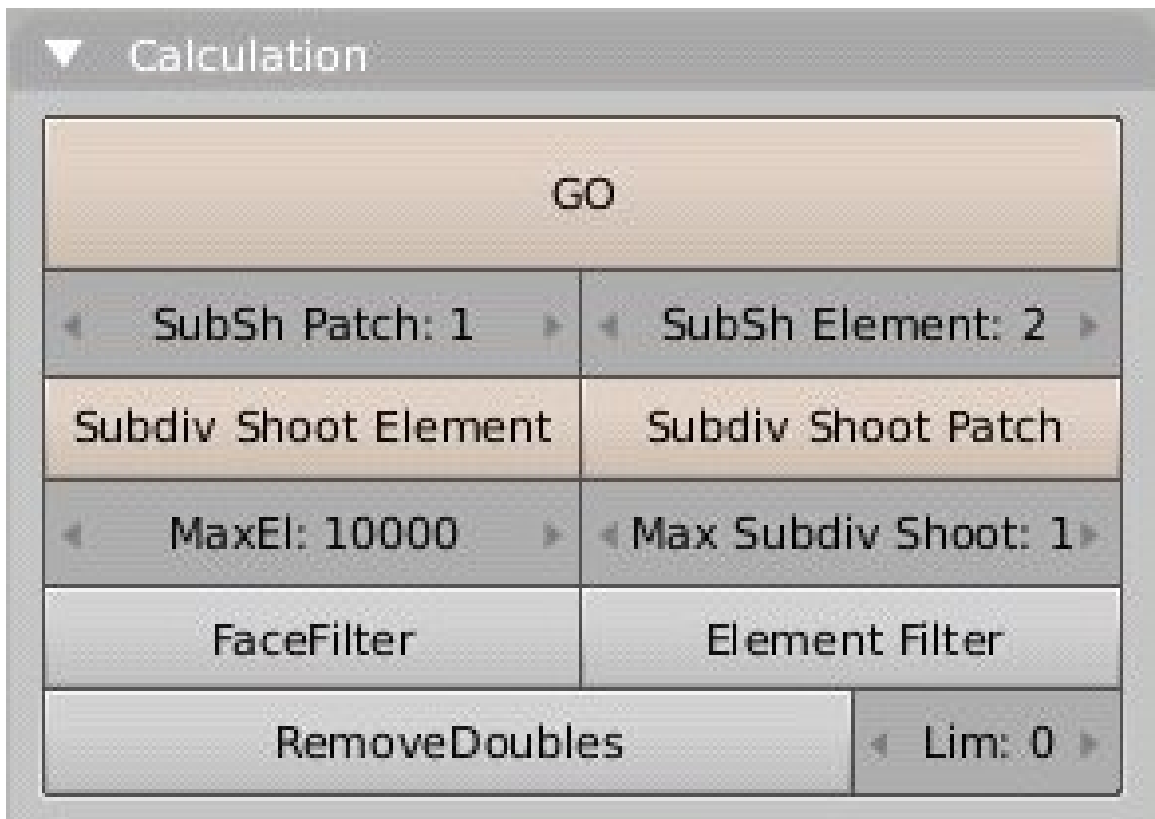 Calculation
GO
SubSh Patch: 1 SubSh Element: 2
Subdiv Shoot Element Subdiv Shoot Patch
MaxEl: 10000 Max Subdiv Shoot: 1
FaceFilter Element Filter
RemoveDoubles Lim: 0